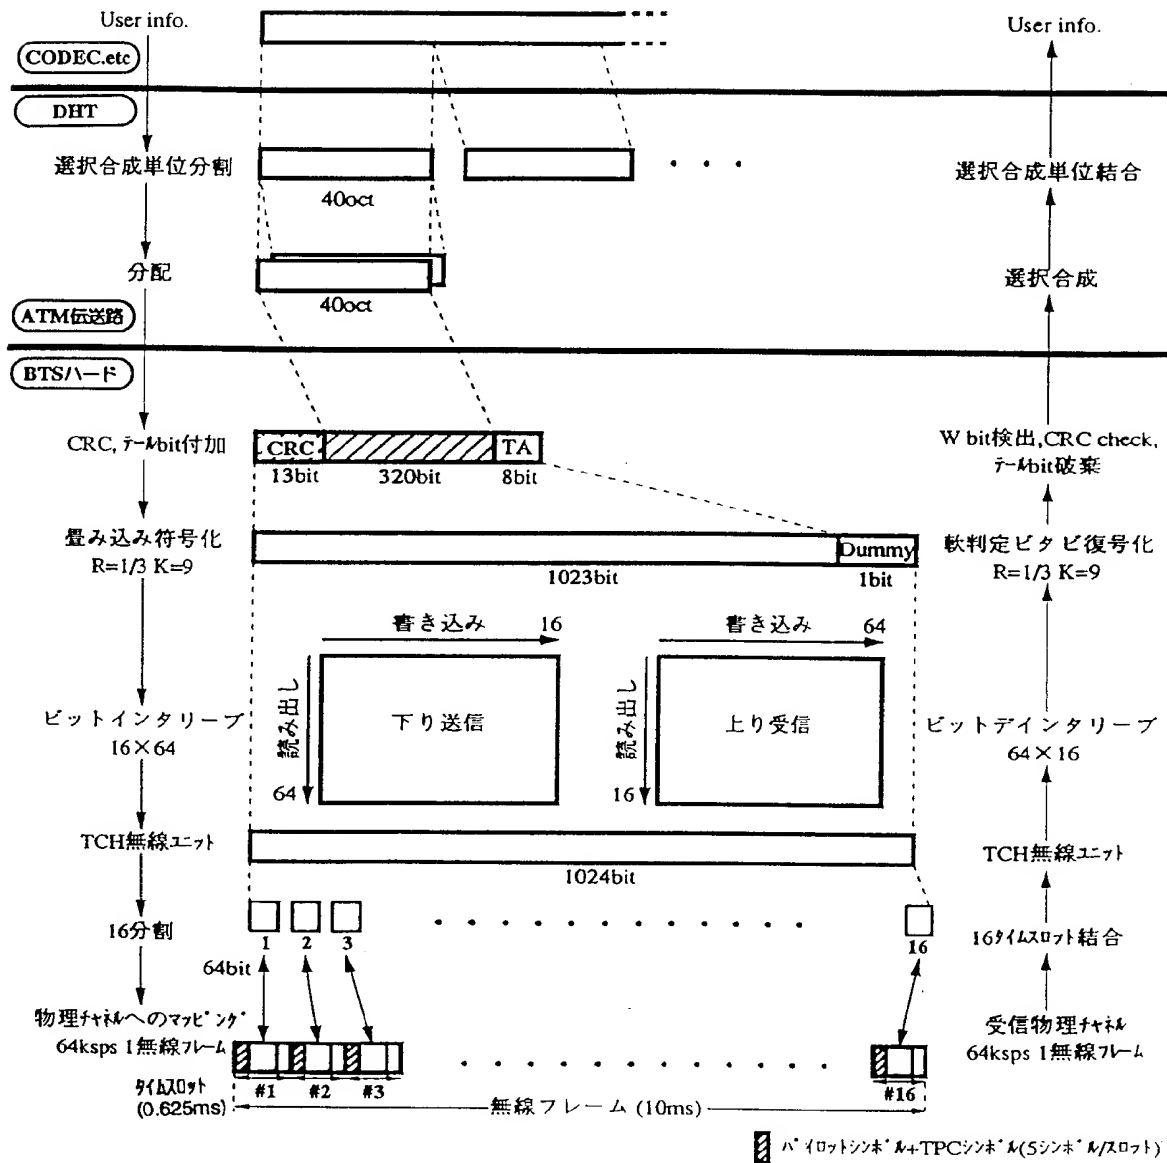 User info.
User info.
CODEC.etc
DHT
選択合成単位分割
選択合成単位結合
40oct
分配
選択合成
40oct
ATM伝送路
BTSハード
CRC, テールbit付加
CRC
TA
W bit検出,CRC check,
テールbit破棄
13bit
320bit
8bit
畳み込み符号化
R=1/3 K=9
Dummy
軟判定ビタビ復号化
R=1/3 K=9
1023bit
1bit
書き込み
16
書き込み
64
読み出し
下り送信
64
読み出し
上り受信
16
ビットインタリーブ
16×64
ビットデインタリーブ
64×16
TCH無線ユニット
TCH無線ユニット
1024bit
16分割
1
2
3
16
16タイムスロット結合
64bit
物理チャネルへのマッピング
64ksps 1無線フレーム
受信物理チャネル
64ksps 1無線フレーム
タイムスロット
(0.625ms)
#1
#2
#3
#16
無線フレーム (10ms)
パイロットシンボル+TPCシンボル(5シンボル/スロット)